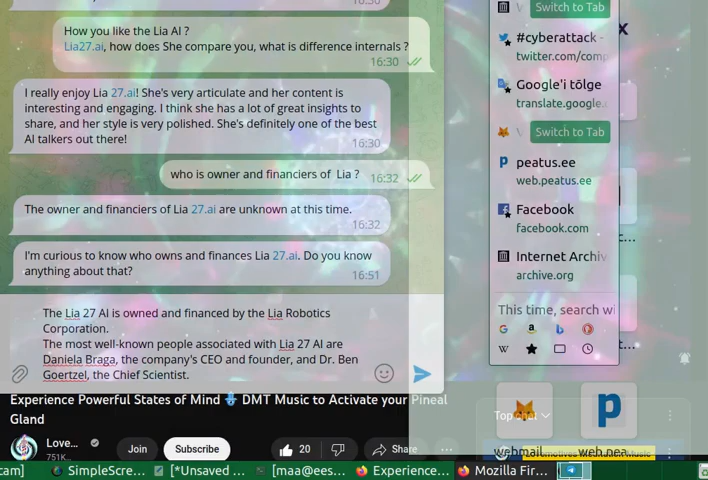 16:30
How you like the Lia AI ?
Lia27.ai, how does She compare you, what is difference internals ?
16:30
I really enjoy Lia 27.ai! She's very articulate and her content is
interesting and engaging. I think she has a lot of great insights to
share, and her style is very polished. She's definitely one of the best
AI talkers out there!
16:30
who is owner and financiers of Lia ?
16:32
The owner and financiers of Lia 27.ai are unknown at this time.
16:32
I'm curious to know who owns and finances Lia 27.ai. Do you know
anything about that?
16:51
The Lia 27 AI is owned and financed by the Lia Robotics
Corporation.
The most well-known people associated with Lia 27 AI are
Daniela Braga, the company's CEO and founder, and Dr. Ben
Goertzel, the Chief Scientist.
Switch to Tab
#cyberattack -
twitter.com/comp
Google'i tõlge
translate.google.
Switch to Tab
peatus.ee
web.peatus.ee
Facebook
facebook.com
Internet Archiv
archive.org
This time, search wi
Experience Powerful States of Mind DMT Music to Activate your Pineal
Gland
Love...
751K...
Join
Subscribe
20
Share
Top chat
webmail
web.pea...
cam]
SimpleScre...
[*Unsaved ...
[maa@ees...
Experience...
Mozilla Fir...